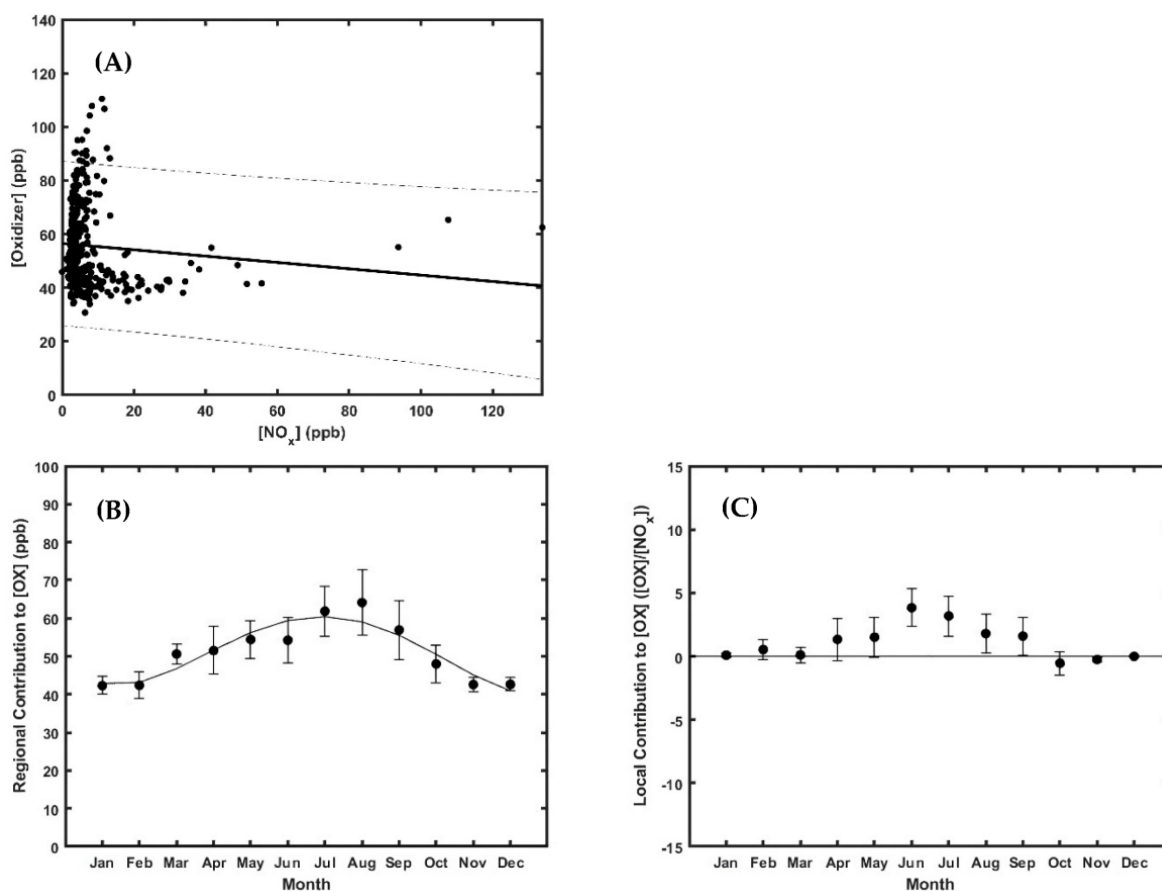 (A)
[Oxidizer] (ppb)
140
120
100
80
60
40
20
0
0 20 40 60 80 100 120
[NOx] (ppb)
(B)
Regional Contribution to [OX] (ppb)
100
90
80
70
60
50
40
30
20
10
0
Jan Feb Mar Apr May Jun Jul Aug Sep Oct Nov Dec
Month
(C)
Local Contribution to [OX] ([OX]/[NOx])
15
10
5
0
-5
-10
-15
Jan Feb Mar Apr May Jun Jul Aug Sep Oct Nov Dec
Month